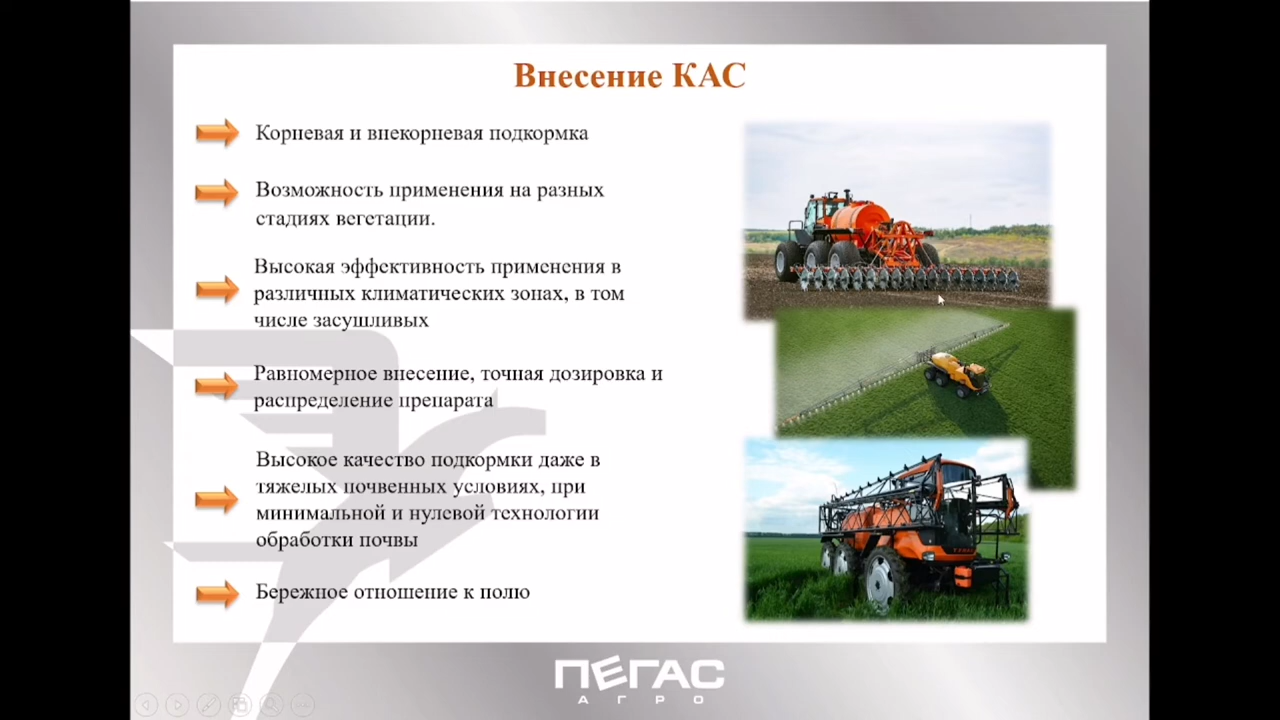 Внесение КАС
Корневая и внекорневая подкормка
Возможность применения на разных
стадиях вегетации.
Высокая эффективность применения в
различных климатических зонах, в том
числе засушливых
Равномерное внесение, точная дозировка и
распределение препарата
Высокое качество подкормки даже в
тяжелых почвенных условиях, при
минимальной и нулевой технологии
обработки почвы
Бережное отношение к полю
ПЕГАС
АГРО